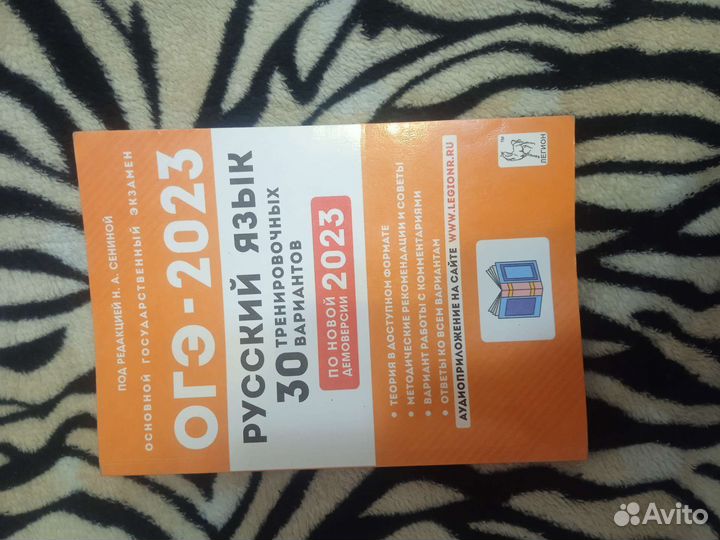 ПОД РЕДАКЦИЕЙ Н. А. СЕНИНОЙ
ОСНОВНОЙ ГОСУДАРСТВЕННЫЙ ЭКЗАМЕН
ОГЭ - 2023
РУССКИЙ ЯЗЫК
30 ТРЕНИРОВОЧНЫХ
ВАРИАНТОВ
ПО НОВОЙ
ДЕМОВЕРСИИ 2023
• ТЕОРИЯ В ДОСТУПНОМ ФОРМАТЕ
• МЕТОДИЧЕСКИЕ РЕКОМЕНДАЦИИ И СОВЕТЫ
• ВАРИАНТ РАБОТЫ С КОММЕНТАРИЯМИ
• ОТВЕТЫ КО ВСЕМ ВАРИАНТАМ
АУДИОПРИЛОЖЕНИЕ НА САЙТЕ WWW.LEGIONR.RU
TM
ЛЕГИОН
Avito